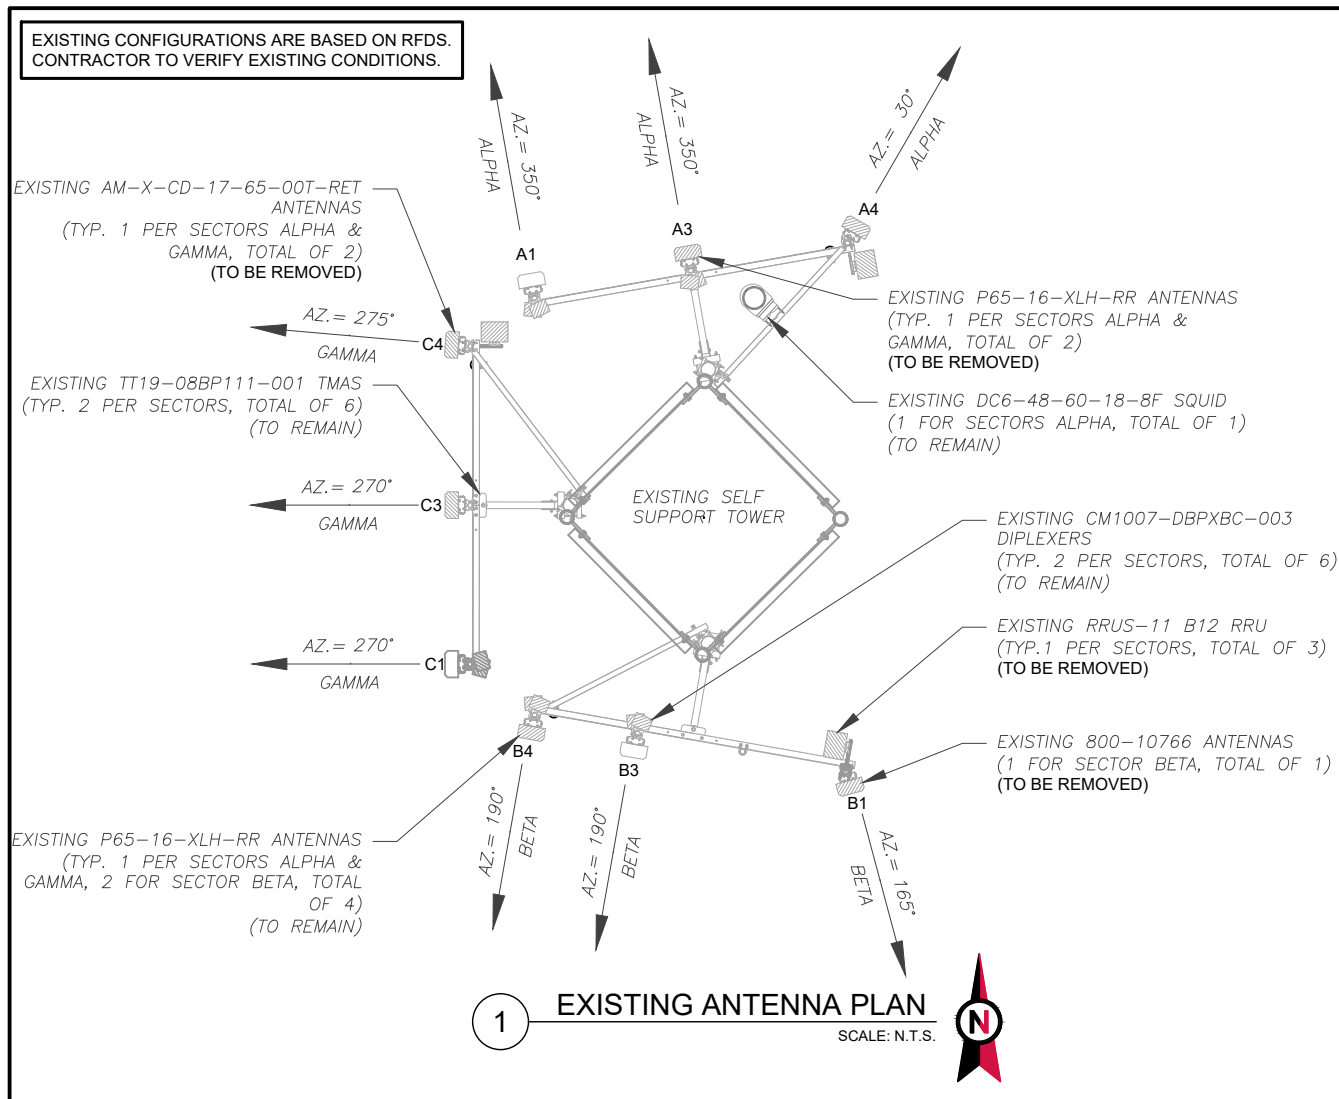 EXISTING CONFIGURATIONS ARE BASED ON RFDS.
CONTRACTOR TO VERIFY EXISTING CONDITIONS.
AZ.= 350°
ALPHA
AZ.= 350°
ALPHA
AZ.= 30°
ALPHA
EXISTING AM-X-CD-17-65-00T-RET
ANTENNAS
(TYP. 1 PER SECTORS ALPHA &
GAMMA, TOTAL OF 2)
(TO BE REMOVED)
A1
A3
A4
EXISTING P65-16-XLH-RR ANTENNAS
(TYP. 1 PER SECTORS ALPHA &
GAMMA, TOTAL OF 2)
(TO BE REMOVED)
AZ.= 275°
GAMMA
C4
EXISTING TT19-08BP111-001 TMAS
(TYP. 2 PER SECTORS, TOTAL OF 6)
(TO REMAIN)
EXISTING DC6-48-60-18-8F SQUID
(1 FOR SECTORS ALPHA, TOTAL OF 1)
(TO REMAIN)
AZ.= 270°
GAMMA
C3
EXISTING SELF
SUPPORT TOWER
EXISTING CM1007-DBPXBC-003
DIPLEXERS
(TYP. 2 PER SECTORS, TOTAL OF 6)
(TO REMAIN)
AZ.= 270°
GAMMA
C1
EXISTING RRUS-11 B12 RRU
(TYP.1 PER SECTORS, TOTAL OF 3)
(TO BE REMOVED)
EXISTING 800-10766 ANTENNAS
(1 FOR SECTOR BETA, TOTAL OF 1)
(TO BE REMOVED)
B4
B3
B1
EXISTING P65-16-XLH-RR ANTENNAS
(TYP. 1 PER SECTORS ALPHA &
GAMMA, 2 FOR SECTOR BETA, TOTAL
OF 4)
(TO REMAIN)
AZ.= 190°
BETA
AZ.= 190°
BETA
AZ.= 165°
BETA
1
EXISTING ANTENNA PLAN
SCALE: N.T.S.
N